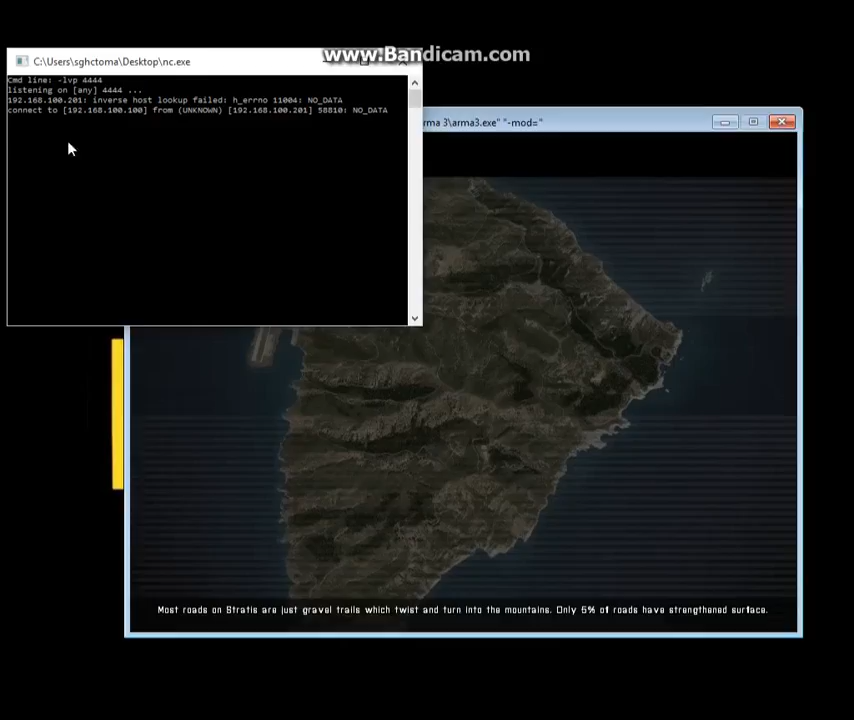 www.Bandicam.com
C:\Users\sghctoma\Desktop\nc.exe
Cmd line: -lvp 4444
listening on [any] 4444 ...
192.168.100.201: inverse host lookup failed: h_errno 11004: NO_DATA
connect to [192.168.100.100] from (UNKNOWN) [192.168.100.201] 58810: NO_DATA
rma 3\arma3.exe" "-mod="
Most roads on Stratis are just gravel trails which twist and turn into the mountains. Only 5% of roads have strengthened surface.